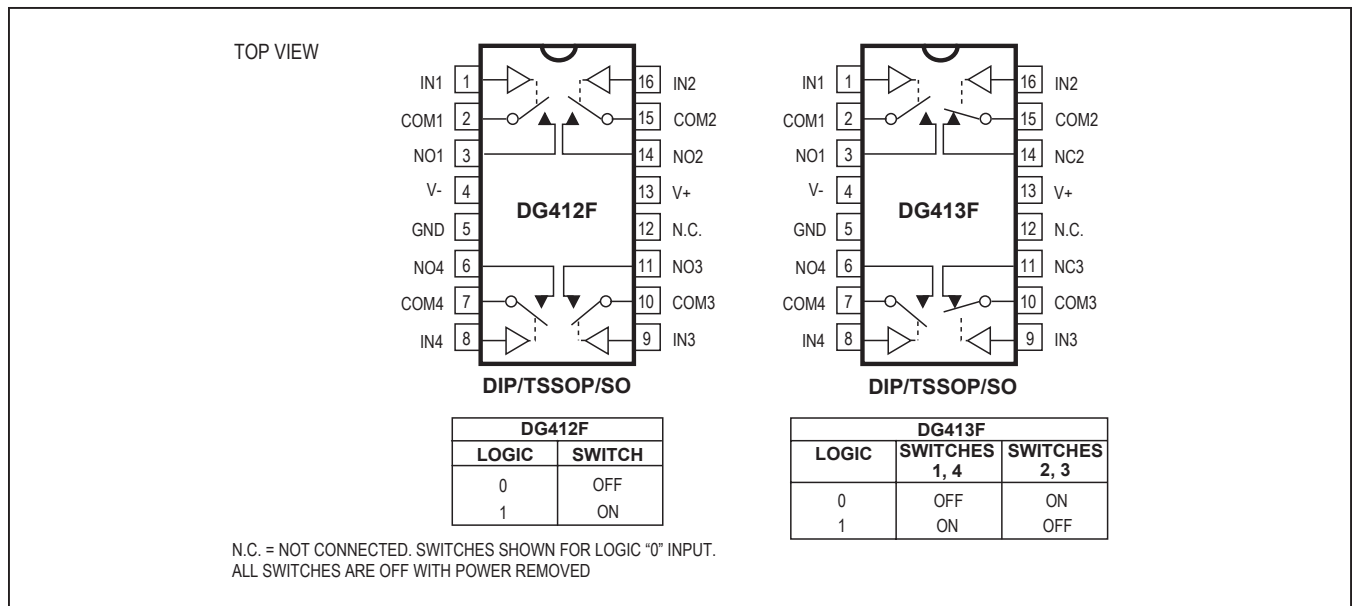 TOP VIEW
IN1 1 16 IN2
COM1 2 15 COM2
NO1 3 14 NO2
V- 4 13 V+
DG412F
GND 5 12 N.C.
NO4 6 11 NO3
COM4 7 10 COM3
IN4 8 9 IN3
DIP/TSSOP/SO
DG412F
LOGIC SWITCH
0 OFF
1 ON
IN1 1 16 IN2
COM1 2 15 COM2
NO1 3 14 NC2
V- 4 13 V+
DG413F
GND 5 12 N.C.
NO4 6 11 NC3
COM4 7 10 COM3
IN4 8 9 IN3
DIP/TSSOP/SO
DG413F
LOGIC SWITCHES 1, 4 SWITCHES 2, 3
0 OFF ON
1 ON OFF
N.C. = NOT CONNECTED. SWITCHES SHOWN FOR LOGIC “0” INPUT.
ALL SWITCHES ARE OFF WITH POWER REMOVED